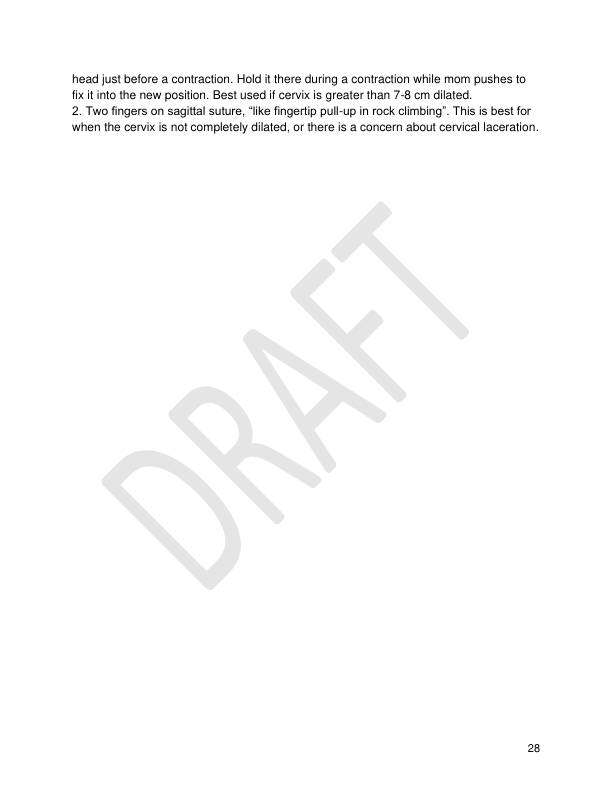 head just before a contraction. Hold it there during a contraction while mom pushes to
fix it into the new position. Best used if cervix is greater than 7-8 cm dilated.
2. Two fingers on sagittal suture, “like fingertip pull-up in rock climbing”. This is best for
when the cervix is not completely dilated, or there is a concern about cervical laceration.
DRAFT
28